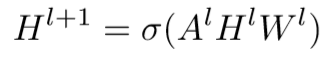 H^{l+1} = σ(A^l H^l W^l)